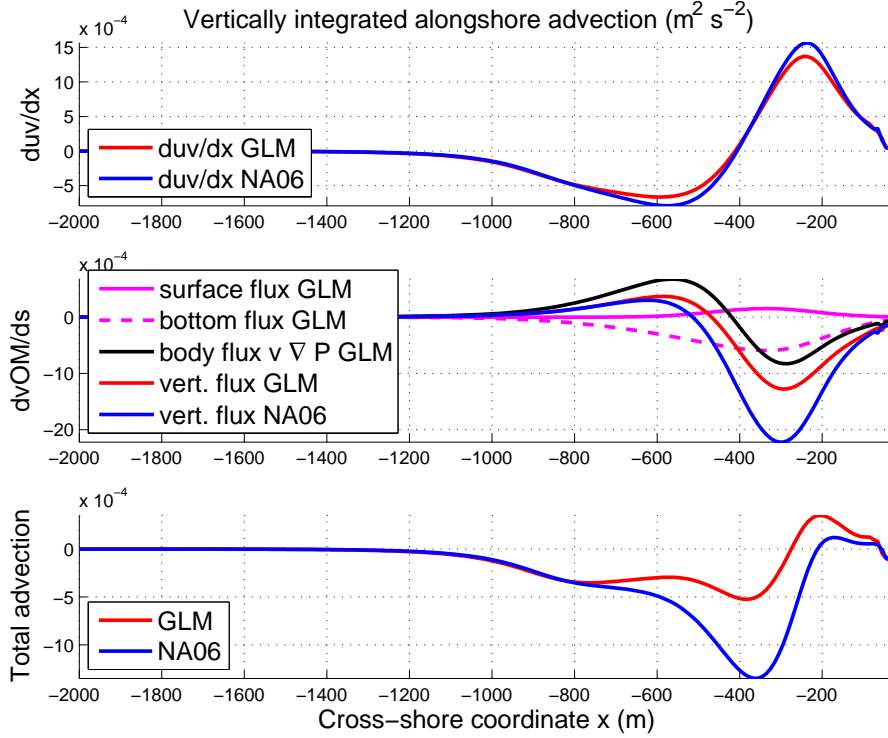 Vertically integrated alongshore advection (m² s⁻²)
x 10⁻⁴
15
10
5
0
−5
duv/dx
duv/dx GLM
duv/dx NA06
−2000 −1800 −1600 −1400 −1200 −1000 −800 −600 −400 −200
x 10⁻⁴
0
−10
−20
dvOM/ds
surface flux GLM
bottom flux GLM
body flux v ∇ P GLM
vert. flux GLM
vert. flux NA06
−2000 −1800 −1600 −1400 −1200 −1000 −800 −600 −400 −200
x 10⁻⁴
0
−5
−10
Total advection
GLM
NA06
−2000 −1800 −1600 −1400 −1200 −1000 −800 −600 −400 −200
Cross−shore coordinate x (m)